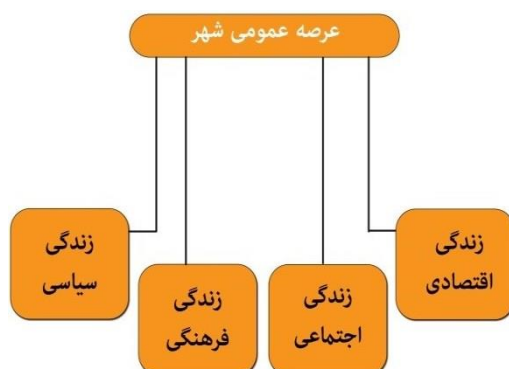 عرصه عمومی شهر
زندگی
اقتصادی
زندگی
اجتماعی
زندگی
فرهنگی
زندگی
سیاسی